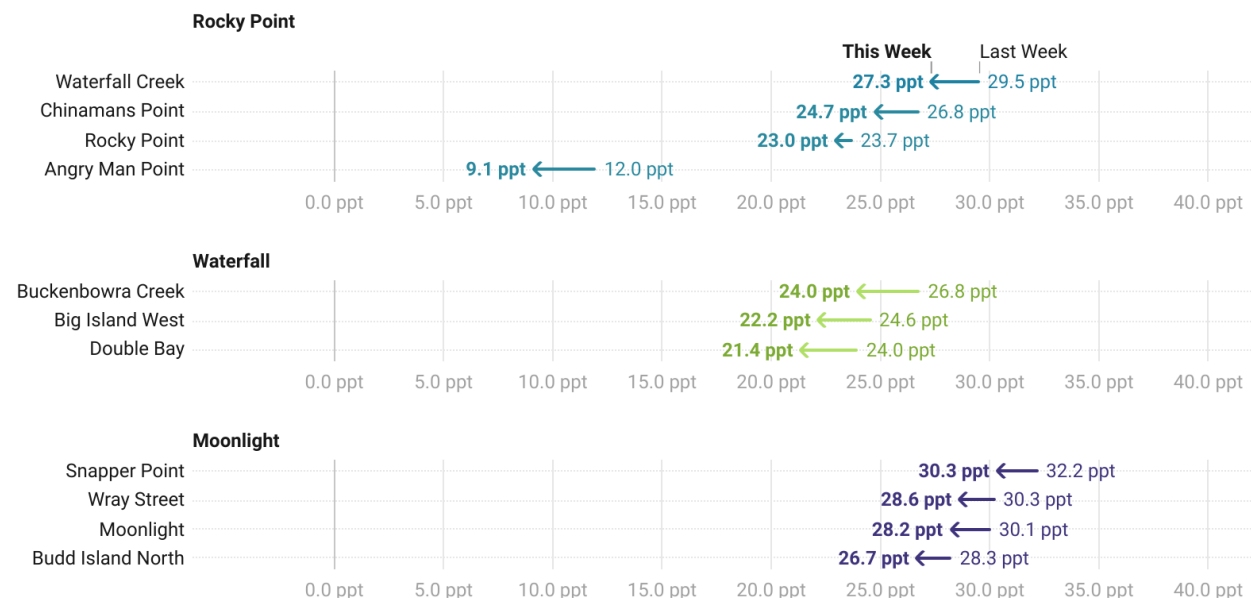 Rocky Point
This Week Last Week
Waterfall Creek 27.3 ppt 29.5 ppt
Chinamans Point 24.7 ppt 26.8 ppt
Rocky Point 23.0 ppt 23.7 ppt
Angry Man Point 9.1 ppt 12.0 ppt
0.0 ppt 5.0 ppt 10.0 ppt 15.0 ppt 20.0 ppt 25.0 ppt 30.0 ppt 35.0 ppt 40.0 ppt
Waterfall
Buckenbowra Creek 24.0 ppt 26.8 ppt
Big Island West 22.2 ppt 24.6 ppt
Double Bay 21.4 ppt 24.0 ppt
0.0 ppt 5.0 ppt 10.0 ppt 15.0 ppt 20.0 ppt 25.0 ppt 30.0 ppt 35.0 ppt 40.0 ppt
Moonlight
Snapper Point 30.3 ppt 32.2 ppt
Wray Street 28.6 ppt 30.3 ppt
Moonlight 28.2 ppt 30.1 ppt
Budd Island North 26.7 ppt 28.3 ppt
0.0 ppt 5.0 ppt 10.0 ppt 15.0 ppt 20.0 ppt 25.0 ppt 30.0 ppt 35.0 ppt 40.0 ppt